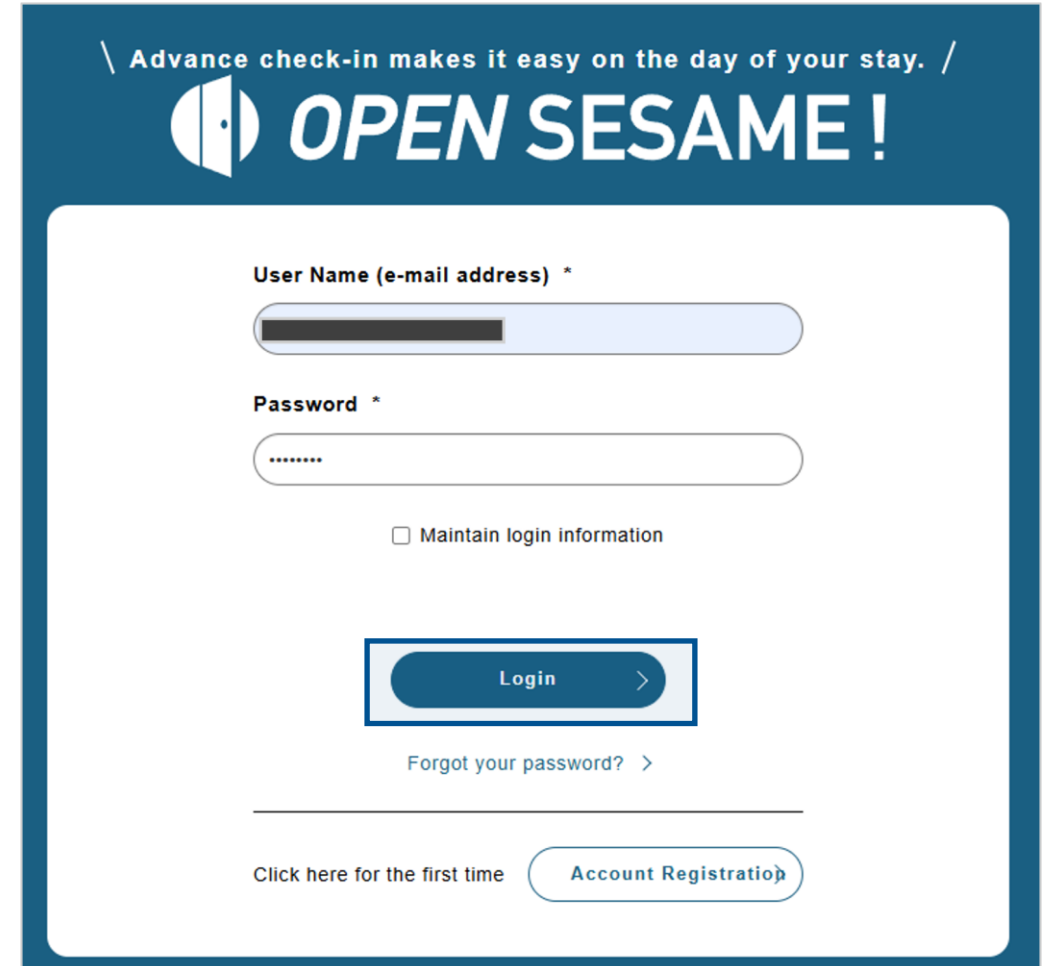 \ Advance check-in makes it easy on the day of your stay. /
OPEN SESAME !
User Name (e-mail address) *
Password *
••••••••
Maintain login information
Login >
Forgot your password? >
Click here for the first time Account Registration >